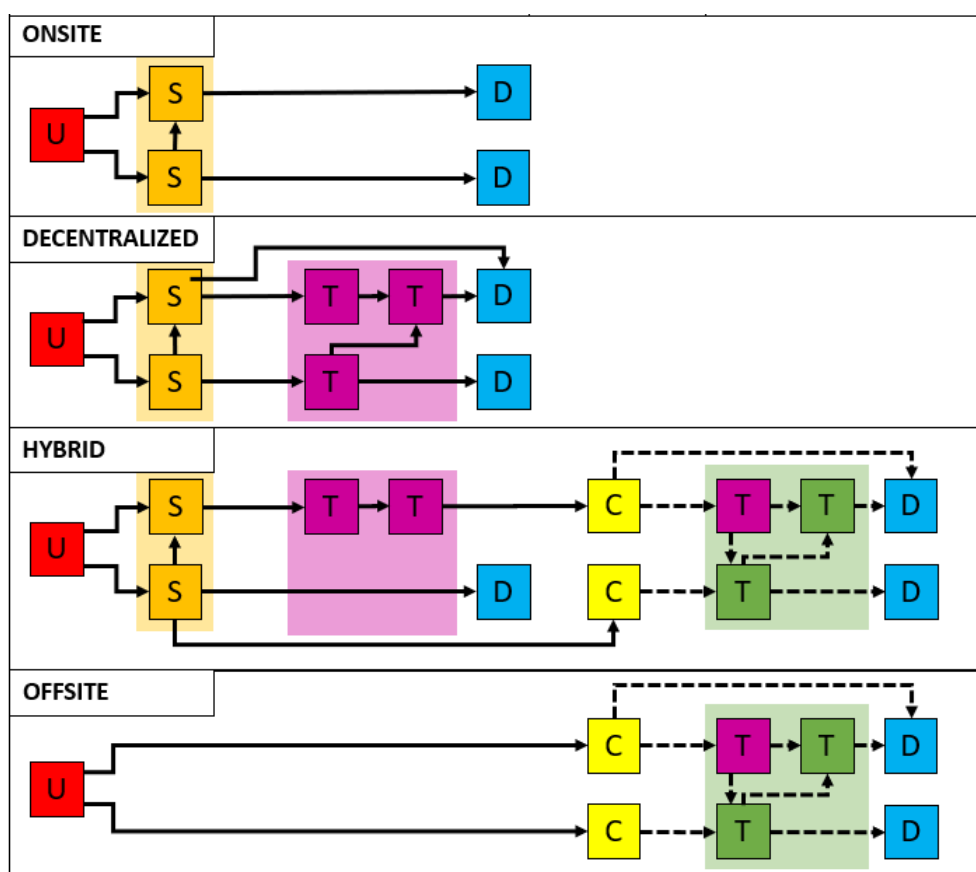 ONSITE
S D
U
S D
DECENTRALIZED
S T T D
U
S T D
HYBRID
S T T C T T D
U
S D C T D
OFFSITE
C T T D
U
C T D